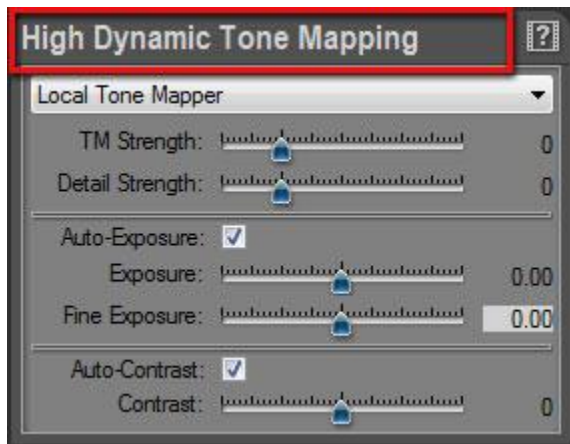 High Dynamic Tone Mapping ?
Local Tone Mapper
TM Strength: 0
Detail Strength: 0
Auto-Exposure:
Exposure: 0.00
Fine Exposure: 0.00
Auto-Contrast:
Contrast: 0